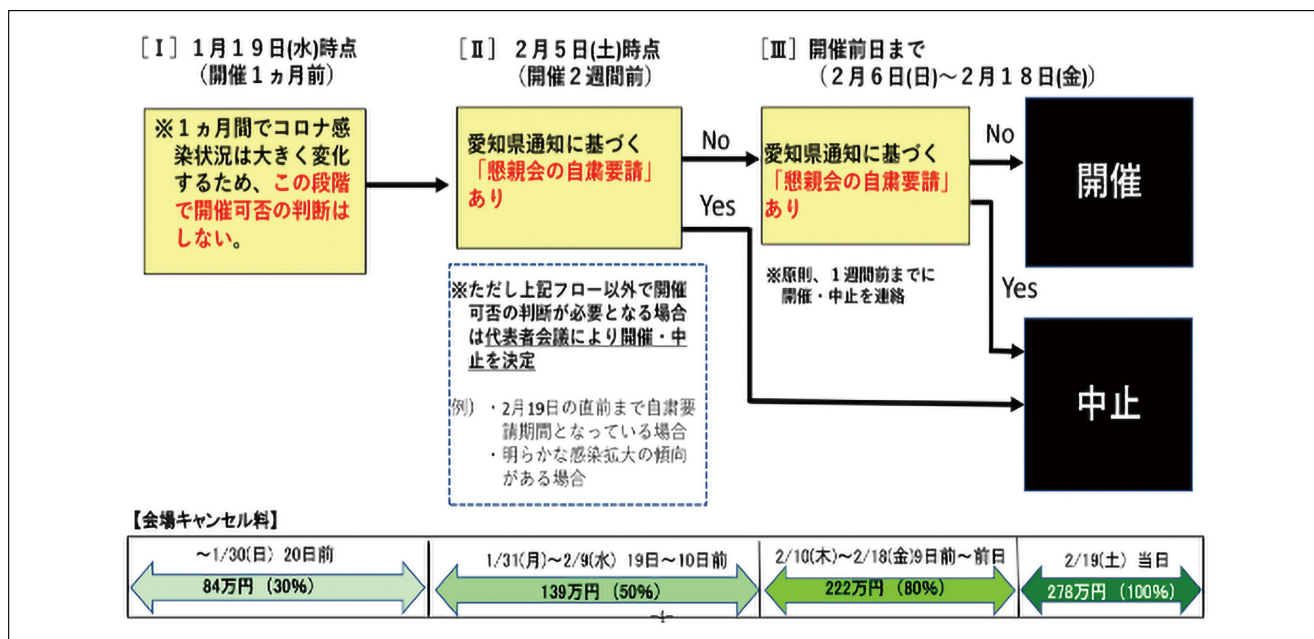 ［Ⅰ］１月１９日(水)時点
（開催１ヵ月前）
［Ⅱ］２月５日(土)時点
（開催２週間前）
［Ⅲ］開催前日まで
（２月６日(日)～２月１８日(金)）
※１ヵ月間でコロナ感
染状況は大きく変化
するため、この段階
で開催可否の判断は
しない。
愛知県通知に基づく
「懇親会の自粛要請」
あり
No
Yes
愛知県通知に基づく
「懇親会の自粛要請」
あり
No
Yes
開催
中止
※原則、１週間前までに
開催・中止を連絡
※ただし上記フロー以外で開催
可否の判断が必要となる場合
は代表者会議により開催・中
止を決定
例）・2月19日の直前まで自粛要
請期間となっている場合
・明らかな感染拡大の傾向
がある場合
【会場キャンセル料】
～1/30(日) 20日前
84万円（30%）
1/31(月)～2/9(水) 19日～10日前
139万円（50%）
2/10(木)～2/18(金)9日前～前日
222万円（80%）
2/19(土) 当日
278万円（100%）
-4-